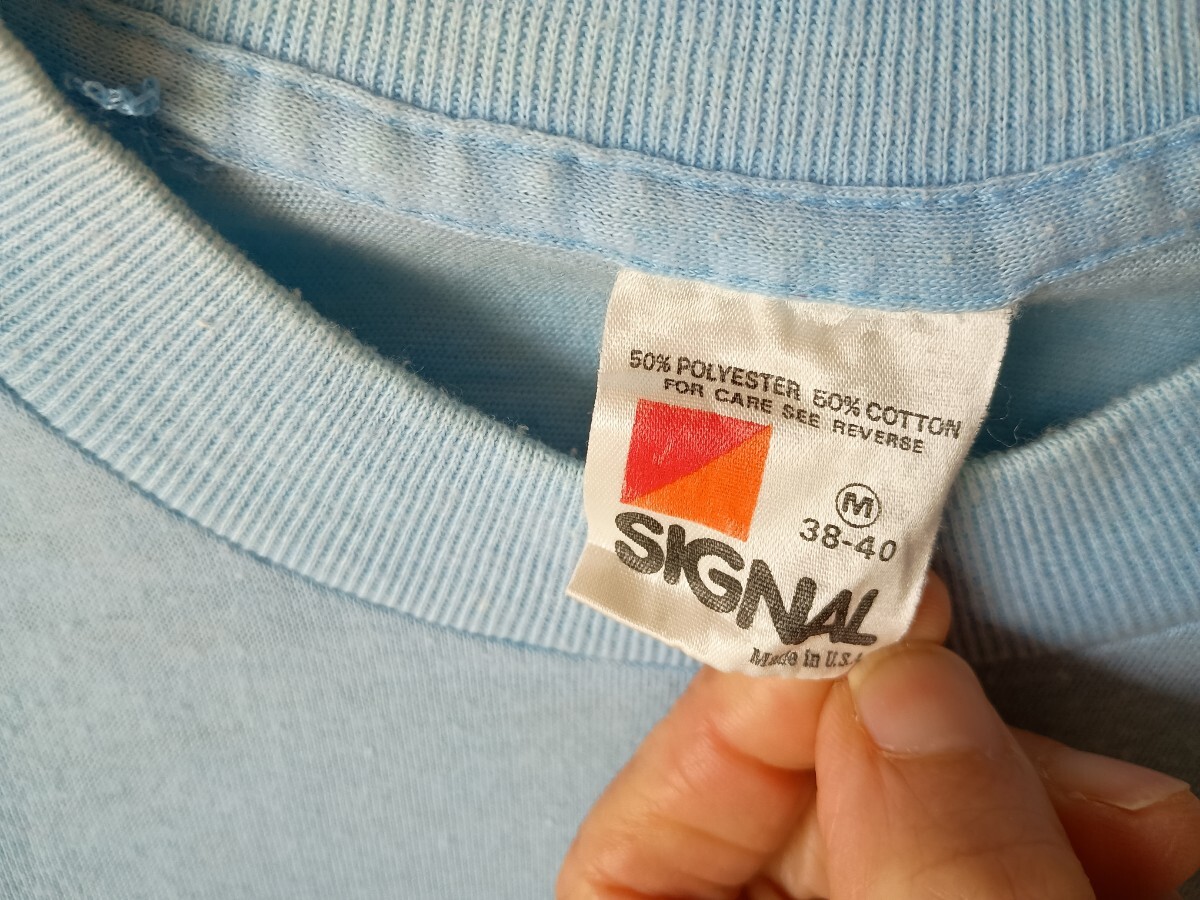 50% POLYESTER 50% COTTON
FOR CARE SEE REVERSE
M
38-40
SIGNAL
Made in U.S.A